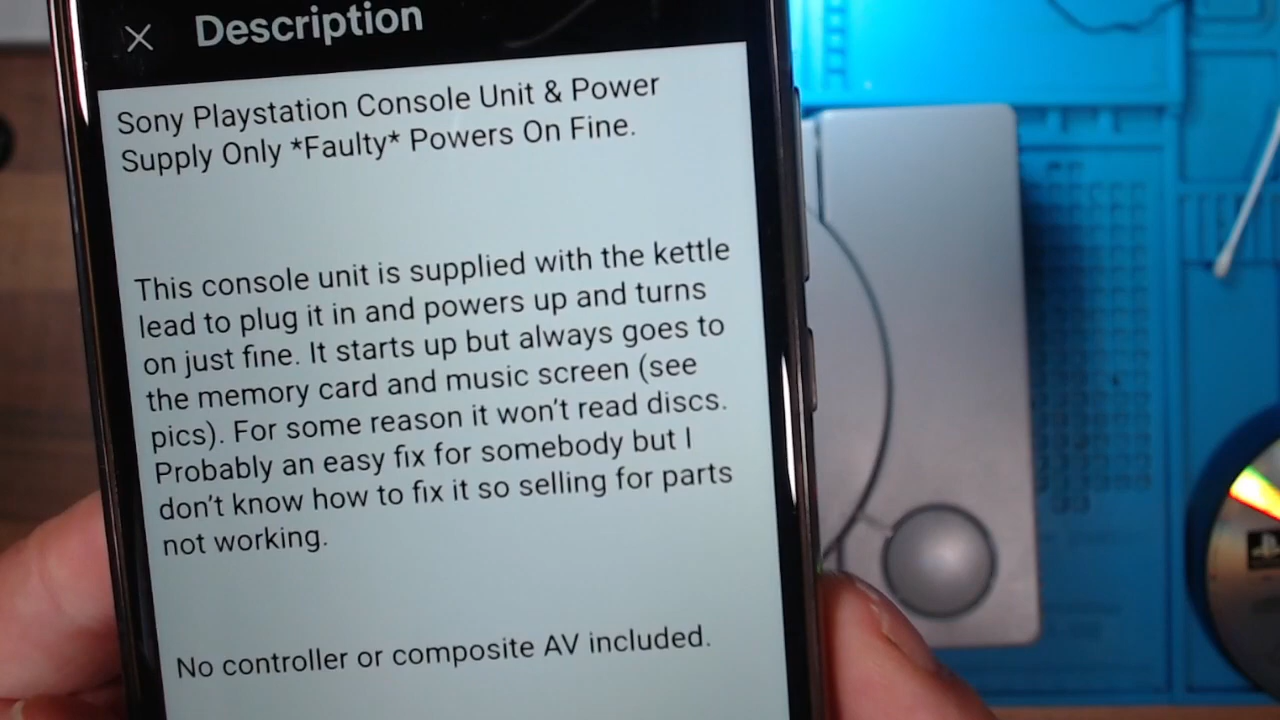 Description
Sony Playstation Console Unit & Power
Supply Only *Faulty* Powers On Fine.
This console unit is supplied with the kettle
lead to plug it in and powers up and turns
on just fine. It starts up but always goes to
the memory card and music screen (see
pics). For some reason it won't read discs.
Probably an easy fix for somebody but I
don't know how to fix it so selling for parts
not working.
No controller or composite AV included.